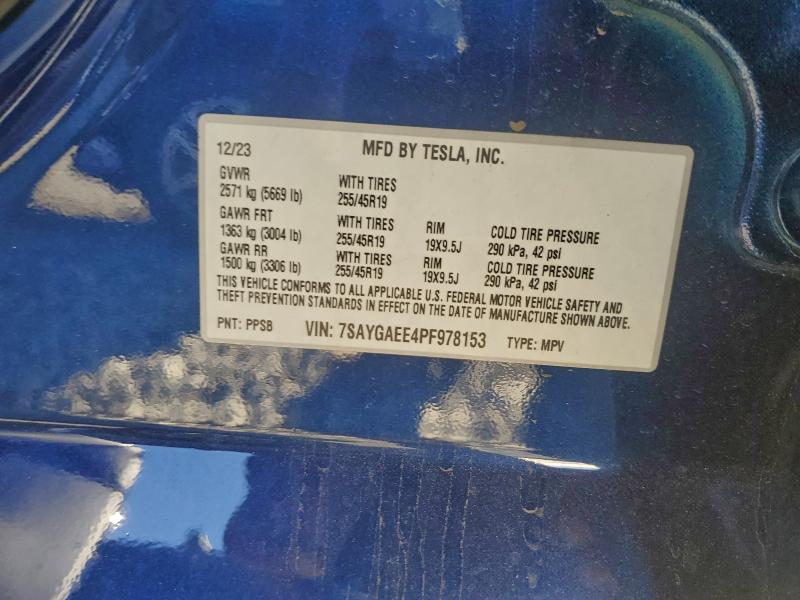 12/23 MFD BY TESLA, INC.
GVWR
2571 kg (5669 lb) WITH TIRES 255/45R19
GAWR FRT WITH TIRES RIM COLD TIRE PRESSURE
1363 kg (3004 lb) 255/45R19 19X9.5J 290 kPa, 42 psi
GAWR RR WITH TIRES RIM COLD TIRE PRESSURE
1500 kg (3306 lb) 255/45R19 19X9.5J 290 kPa, 42 psi
THIS VEHICLE CONFORMS TO ALL APPLICABLE U.S. FEDERAL MOTOR VEHICLE SAFETY AND
THEFT PREVENTION STANDARDS IN EFFECT ON THE DATE OF MANUFACTURE SHOWN ABOVE.
PNT: PPSB VIN: 7SAYGAEE4PF978153 TYPE: MPV